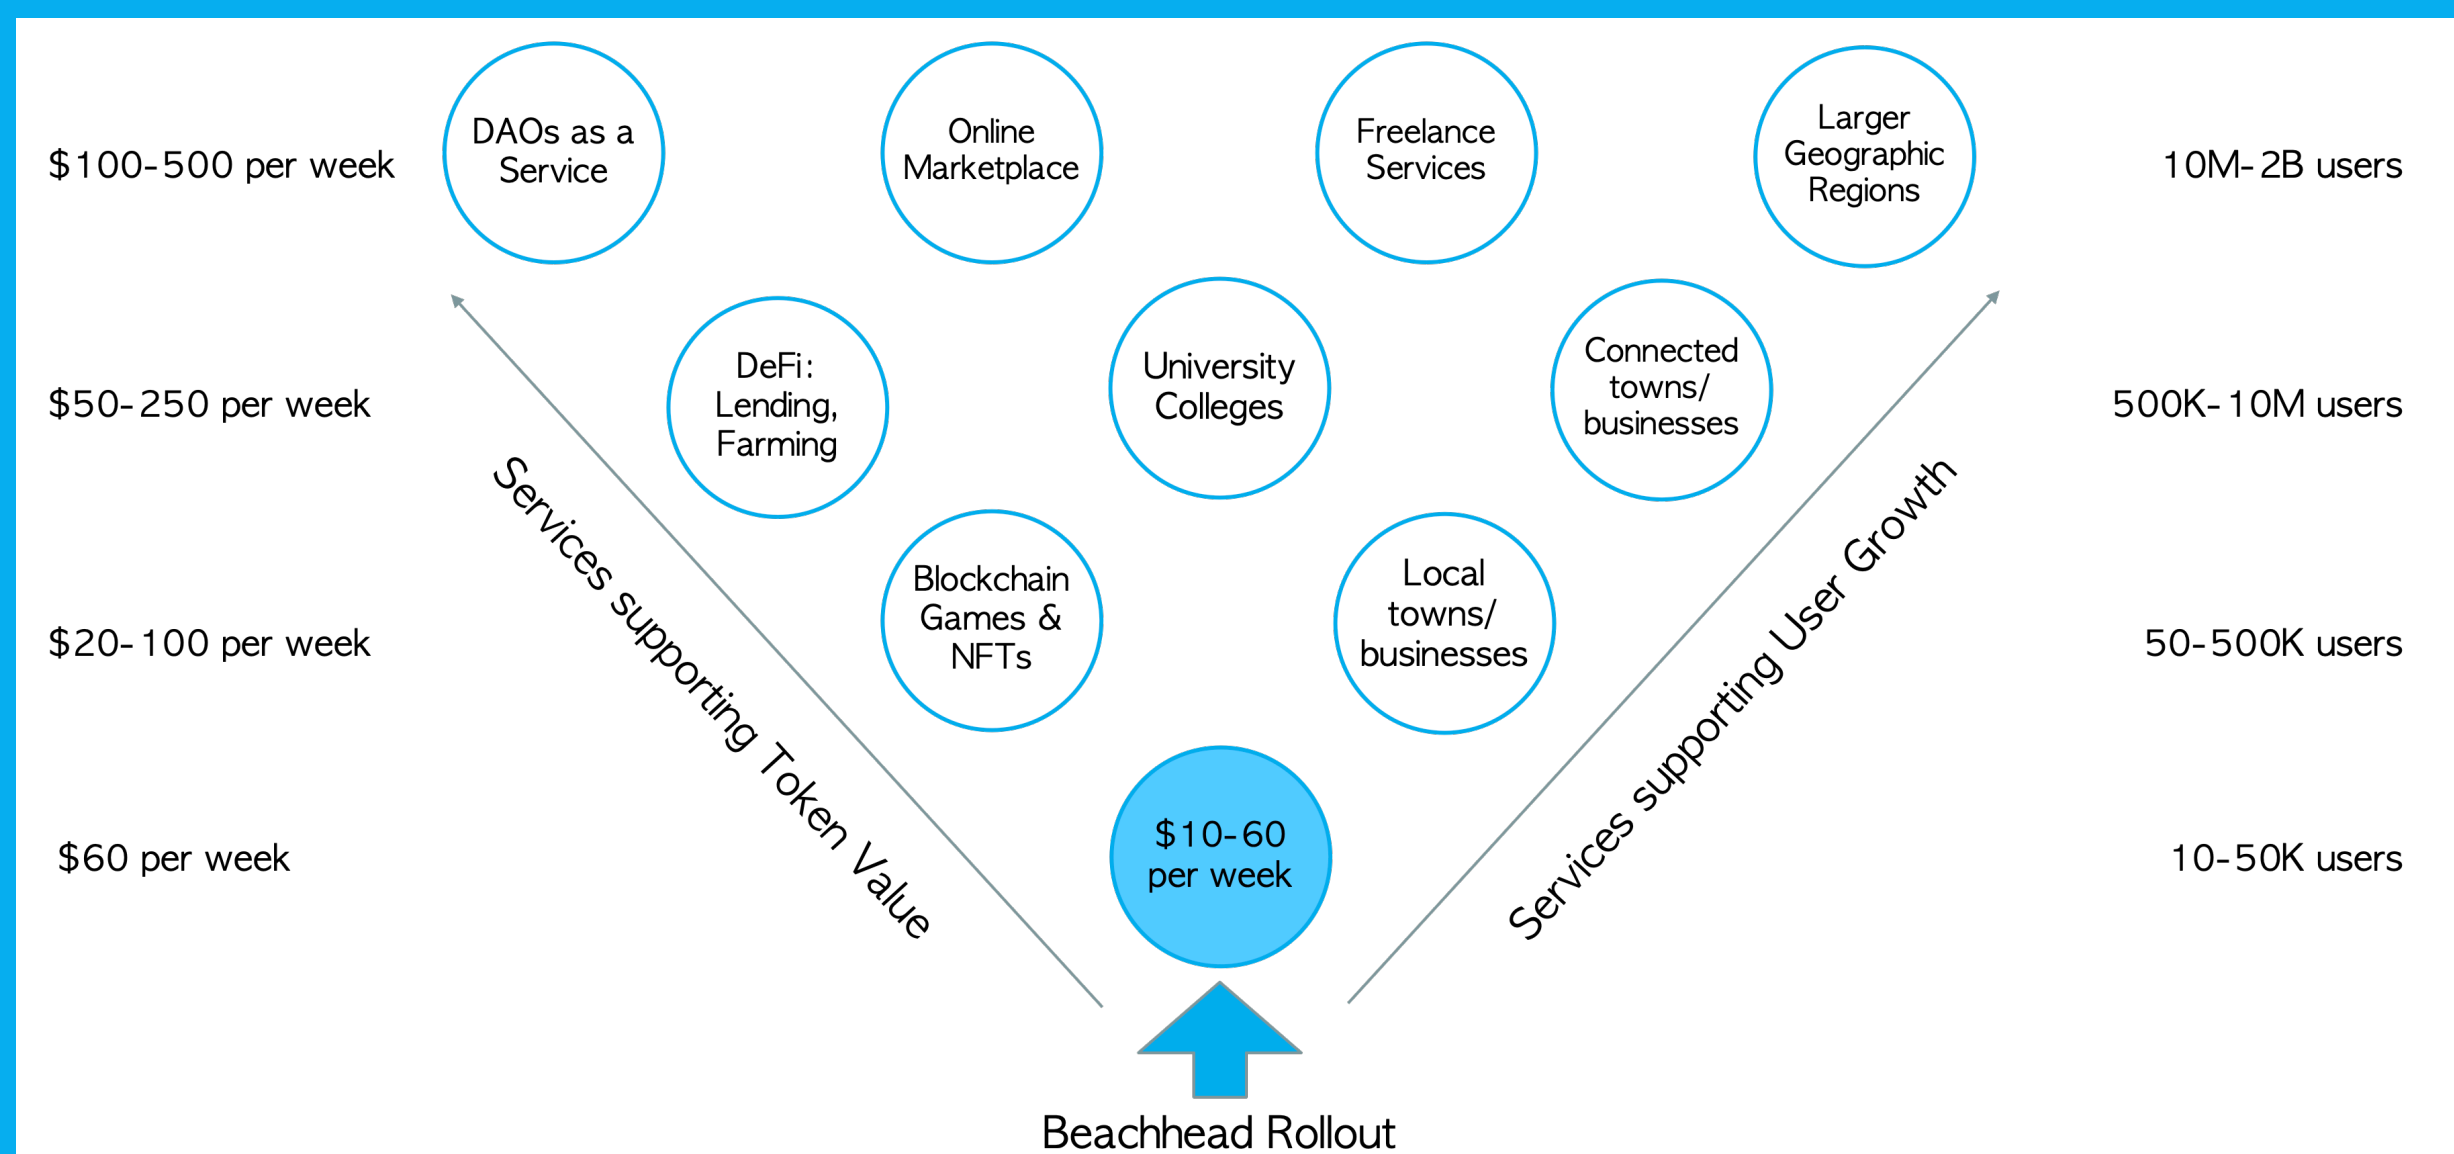 $100-500 per week
DAOs as a
Service
Online
Marketplace
Freelance
Services
Larger
Geographic
Regions
10M-2B users
$50-250 per week
DeFi:
Lending,
Farming
University
Colleges
Connected
towns/
businesses
500K-10M users
Services supporting Token Value
Services supporting User Growth
$20-100 per week
Blockchain
Games &
NFTs
Local
towns/
businesses
50-500K users
$60 per week
$10-60
per week
10-50K users
Beachhead Rollout